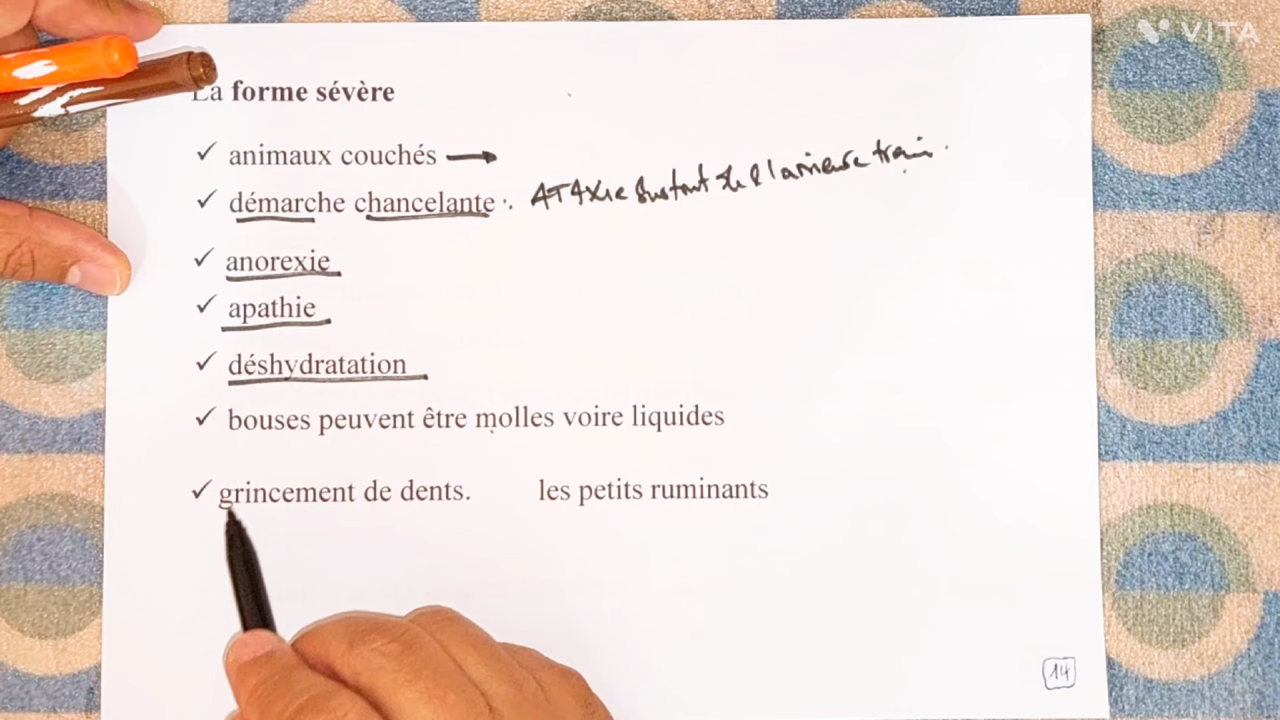 VITA
La forme sévère
✓ animaux couchés →
✓ démarche chancelante : ATAXIE surtout de l'arrière train.
✓ anorexie
✓ apathie
✓ déshydratation
✓ bouses peuvent être molles voire liquides
✓ grincement de dents. les petits ruminants
14